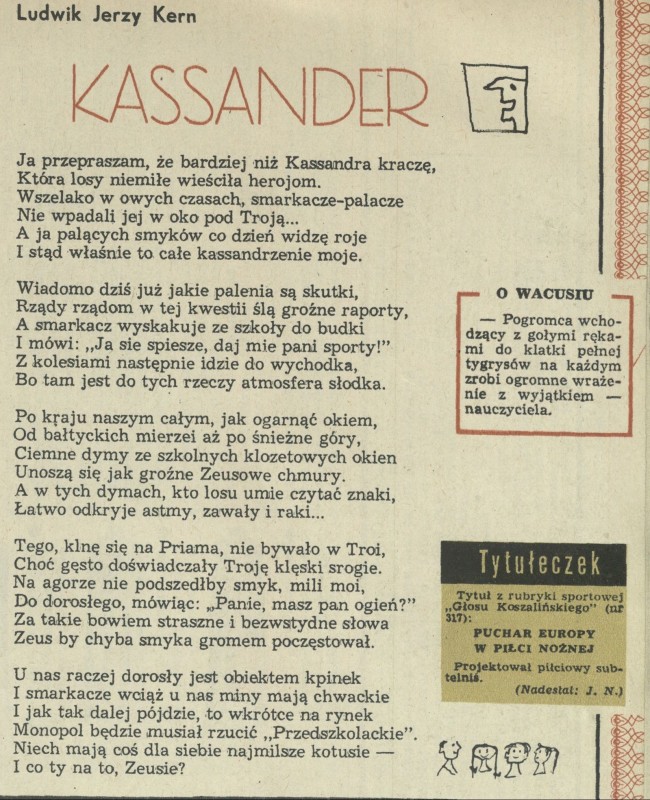 Ludwik Jerzy Kern
KASSANDER
Ja przepraszam, że bardziej niż Kassandra kraczę,
Która losy niemiłe wieściła herojom.
Wszelako w owych czasach, smarkacze-palacze
Nie wpadali jej w oko pod Troją...
A ja palących smyków co dzień widzę roje
I stąd właśnie to całe kassandrzenie moje.
Wiadomo dziś już jakie palenia są skutki,
Rządy rządom w tej kwestii ślą groźne raporty,
A smarkacz wyskakuje ze szkoły do budki
I mówi: „Ja sie spiesze, daj mie pani sporty!"
Z kolesiami następnie idzie do wychodka,
Bo tam jest do tych rzeczy atmosfera słodka.
Po kraju naszym całym, jak ogarnąć okiem,
Od bałtyckich mierzei aż po śnieżne góry,
Ciemne dymy ze szkolnych klozetowych okien
Unoszą się jak groźne Zeusowe chmury.
A w tych dymach, kto losu umie czytać znaki,
Łatwo odkryje astmy, zawały i raki...
Tego, klnę się na Priama, nie bywało w Troi,
Choć gęsto doświadczały Troję klęski srogie.
Na agorze nie podszedłby smyk, mili moi,
Do dorosłego, mówiąc: „Panie, masz pan ogień?"
Za takie bowiem straszne i bezwstydne słowa
Zeus by chyba smyka gromem poczęstował.
U nas raczej dorosły jest obiektem kpinek
I smarkacze wciąż u nas miny mają chwackie
I jak tak dalej pójdzie, to wkrótce na rynek
Monopol będzie musiał rzucić „Przedszkolackie".
Niech mają coś dla siebie najmilsze kotusie —
I co ty na to, Zeusie?
O WACUSIU
— Pogromca wcho-
dzący z gołymi ręka-
mi do klatki pełnej
tygrysów na każdym
zrobi ogromne wraże-
nie z wyjątkiem —
nauczyciela.
Tytułeczek
Tytuł z rubryki sportowej
„Głosu Koszalińskiego" (nr
317):
PUCHAR EUROPY
W PIŁCI NOŻNEJ
Projektował piłciowy sub-
telniś.
(Nadesłał: J. N.)